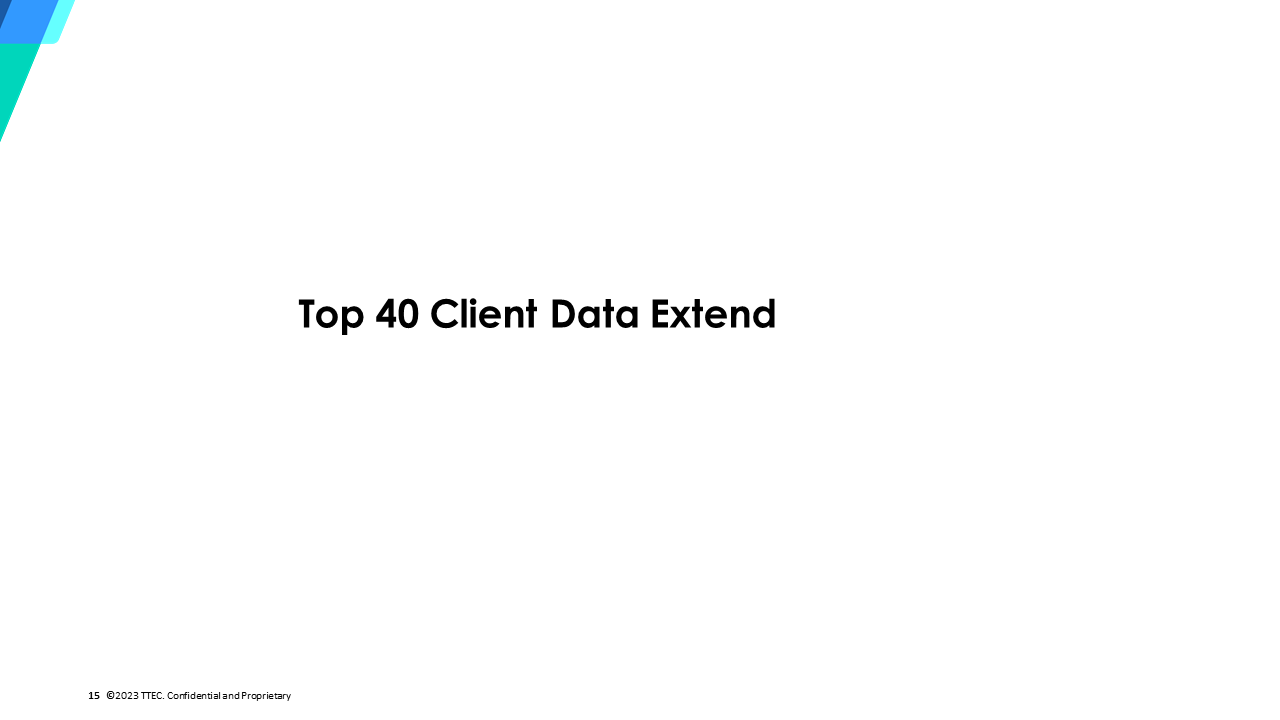 Top 40 Client Data Extend
15 ©2023 TTEC. Confidential and Proprietary